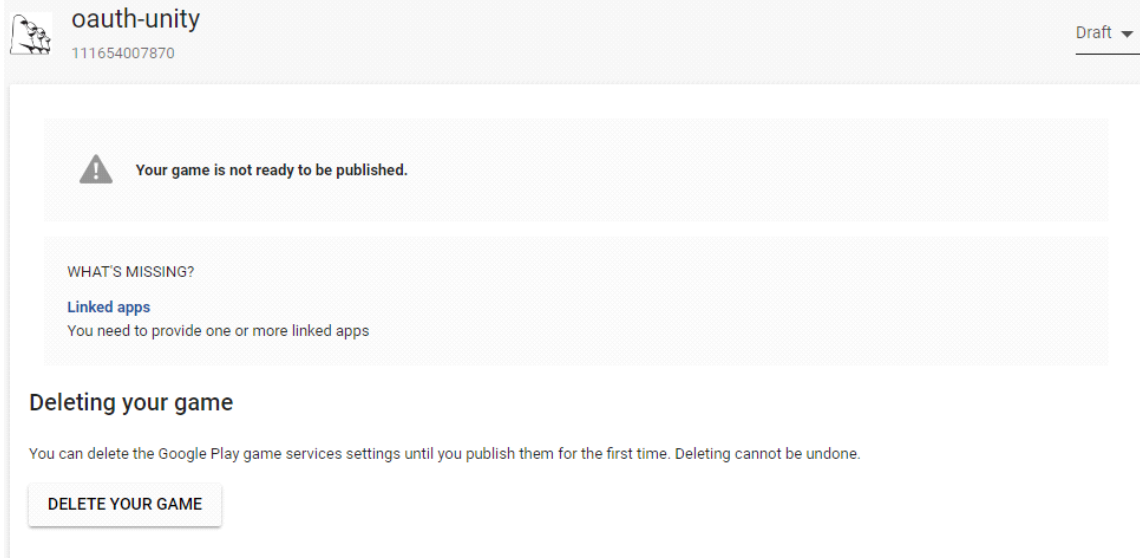 oauth-unity
111654007870
Draft
Your game is not ready to be published.
WHAT'S MISSING?
Linked apps
You need to provide one or more linked apps
Deleting your game
You can delete the Google Play game services settings until you publish them for the first time. Deleting cannot be undone.
DELETE YOUR GAME